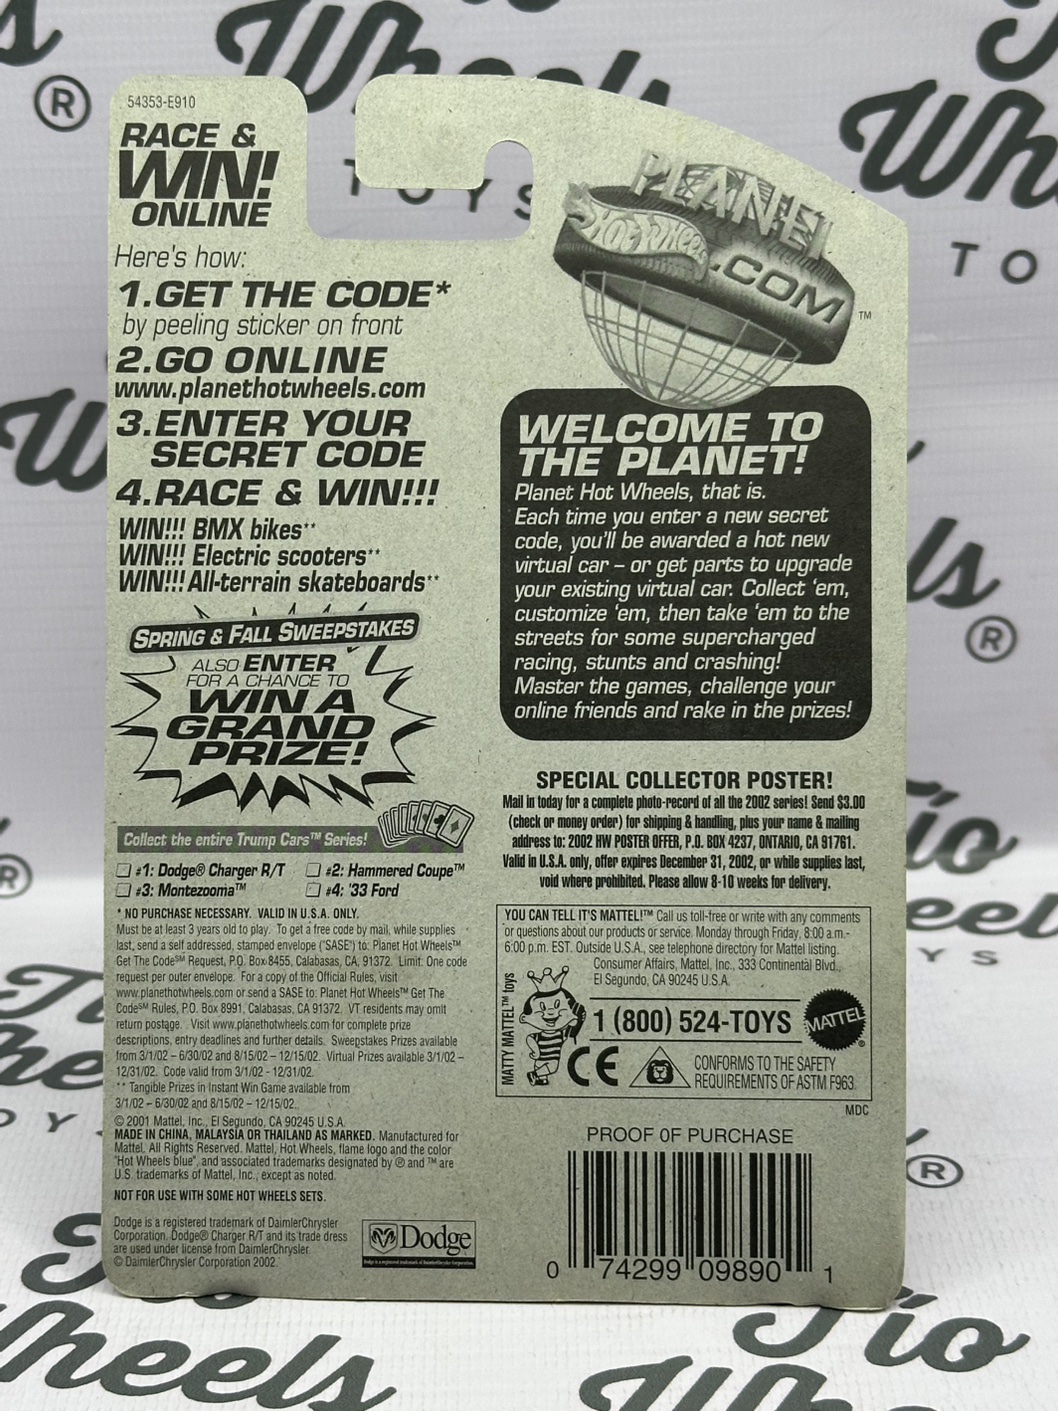 54353-E910
RACE &
WIN!
ONLINE
Here's how:
1.GET THE CODE*
by peeling sticker on front
2.GO ONLINE
www.planethotwheels.com
3.ENTER YOUR
SECRET CODE
4.RACE & WIN!!!
WIN!!! BMX bikes**
WIN!!! Electric scooters**
WIN!!! All-terrain skateboards**
SPRING & FALL SWEEPSTAKES
ALSO ENTER
FOR A CHANCE TO
WIN A
GRAND
PRIZE!
Collect the entire Trump Cars™ Series!
#1: Dodge® Charger R/T #2: Hammered Coupe™
#3: Montezooma™ #4: '33 Ford
* NO PURCHASE NECESSARY. VALID IN U.S.A. ONLY.
Must be at least 3 years old to play. To get a free code by mail, while supplies
last, send a self addressed, stamped envelope ("SASE") to: Planet Hot Wheels™
Get The Code℠ Request, P.O. Box 8455, Calabasas, CA, 91372. Limit: One code
request per outer envelope. For a copy of the Official Rules, visit
www.planethotwheels.com or send a SASE to: Planet Hot Wheels™ Get The
Code℠ Rules, P.O. Box 8991, Calabasas, CA 91372. VT residents may omit
return postage. Visit www.planethotwheels.com for complete prize
descriptions, entry deadlines and further details. Sweepstakes Prizes available
from 3/1/02 – 6/30/02 and 8/15/02 – 12/15/02. Virtual Prizes available 3/1/02 –
12/31/02. Code valid from 3/1/02 - 12/31/02.
** Tangible Prizes in Instant Win Game available from
3/1/02 – 6/30/02 and 8/15/02 – 12/15/02.
© 2001 Mattel, Inc., El Segundo, CA 90245 U.S.A.
MADE IN CHINA, MALAYSIA OR THAILAND AS MARKED. Manufactured for
Mattel. All Rights Reserved. Mattel, Hot Wheels, flame logo and the color
"Hot Wheels blue", and associated trademarks designated by ® and ™ are
U.S. trademarks of Mattel, Inc., except as noted.
NOT FOR USE WITH SOME HOT WHEELS SETS.
Dodge is a registered trademark of DaimlerChrysler
Corporation. Dodge® Charger R/T and its trade dress
are used under license from DaimlerChrysler.
© DaimlerChrysler Corporation 2002.
Dodge
PLANET
HOT WHEELS
.COM™
WELCOME TO
THE PLANET!
Planet Hot Wheels, that is.
Each time you enter a new secret
code, you'll be awarded a hot new
virtual car – or get parts to upgrade
your existing virtual car. Collect 'em,
customize 'em, then take 'em to the
streets for some supercharged
racing, stunts and crashing!
Master the games, challenge your
online friends and rake in the prizes!
SPECIAL COLLECTOR POSTER!
Mail in today for a complete photo-record of all the 2002 series! Send $3.00
(check or money order) for shipping & handling, plus your name & mailing
address to: 2002 HW POSTER OFFER, P.O. BOX 4237, ONTARIO, CA 91761.
Valid in U.S.A. only, offer expires December 31, 2002, or while supplies last,
void where prohibited. Please allow 8-10 weeks for delivery.
YOU CAN TELL IT'S MATTEL!™ Call us toll-free or write with any comments
or questions about our products or service. Monday through Friday, 8:00 a.m.-
6:00 p.m. EST. Outside U.S.A., see telephone directory for Mattel listing.
Consumer Affairs, Mattel, Inc., 333 Continental Blvd.,
El Segundo, CA 90245 U.S.A.
MATTY MATTEL™ toys
1 (800) 524-TOYS
MATTEL®
CE
CONFORMS TO THE SAFETY
REQUIREMENTS OF ASTM F963.
MDC
PROOF OF PURCHASE
0 74299 09890 1
Wheels
TOYS
®
Tio